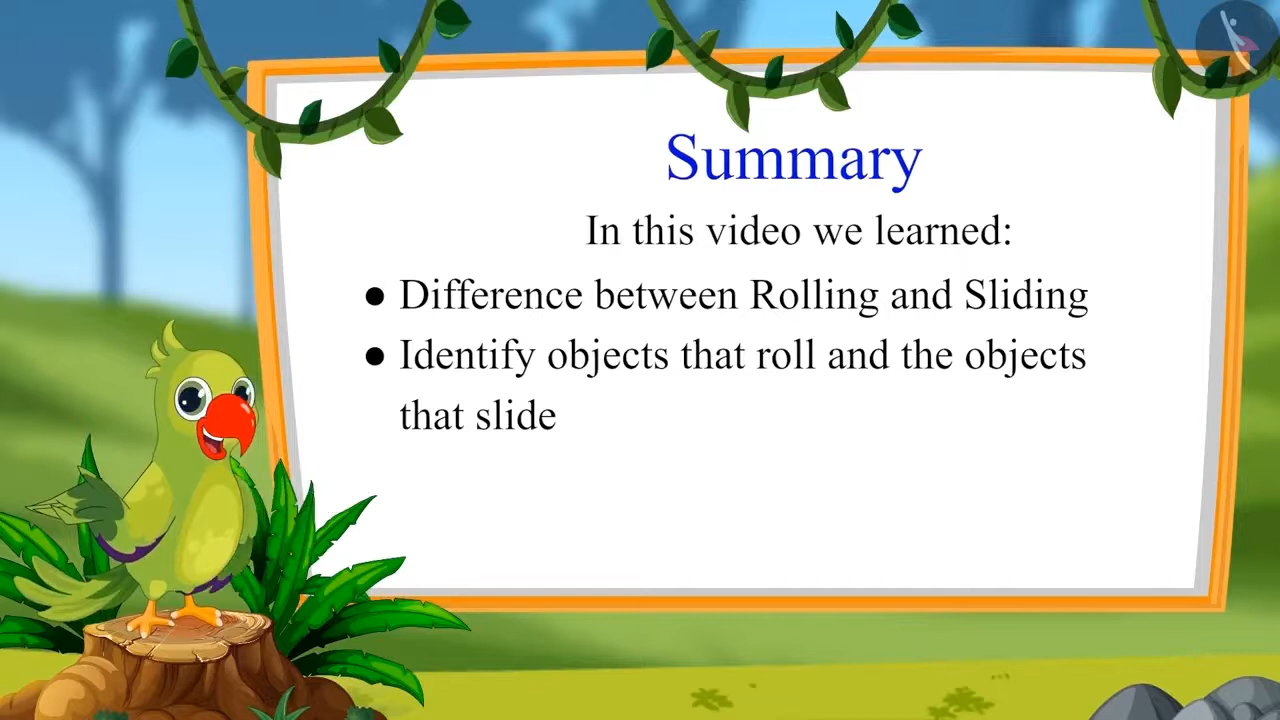 Summary
In this video we learned:
● Difference between Rolling and Sliding
● Identify objects that roll and the objects
that slide